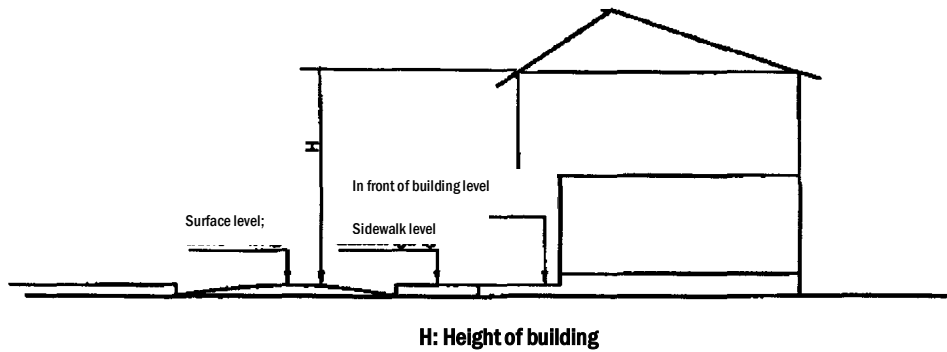 H
In front of building level
Surface level;
Sidewalk level
H: Height of building